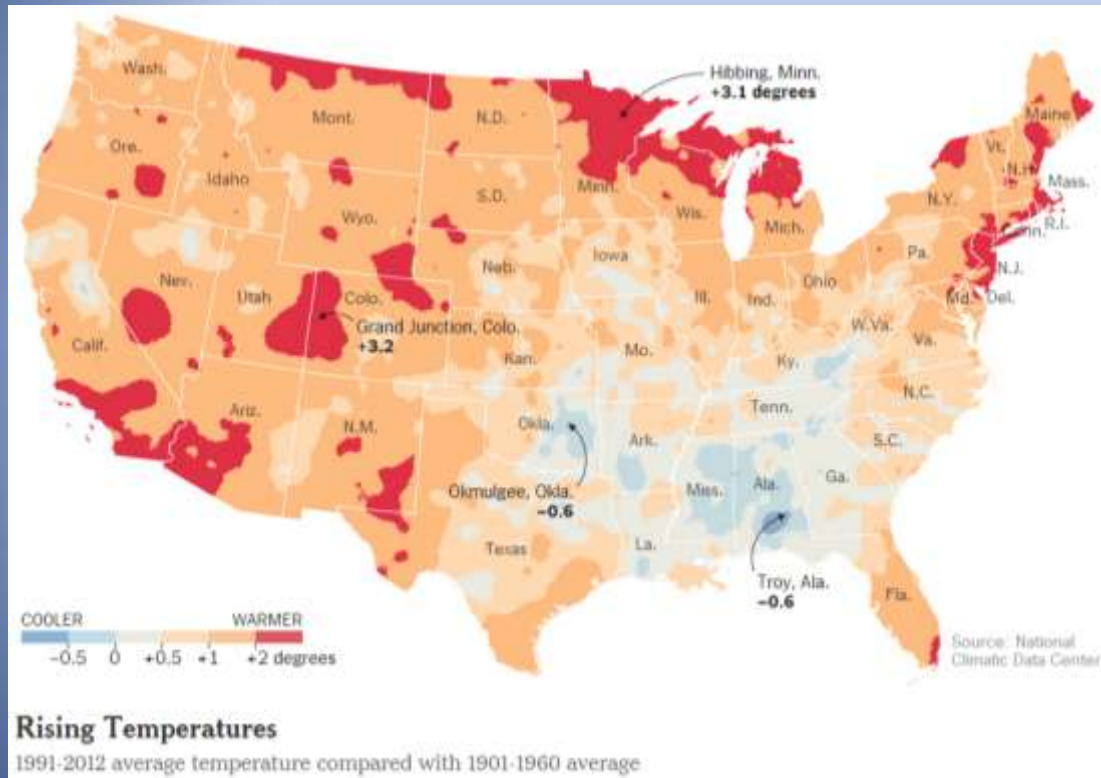 Wash.
Mont.
N.D.
Hibbing, Minn.
+3.1 degrees
Maine
Ore.
Idaho
S.D.
Minn.
Vt.
N.H.
Mass.
N.Y.
Wyo.
Wis.
Mich.
Conn.
R.I.
Nev.
Utah
Colo.
Neb.
Iowa
Ill.
Ind.
Ohio
Pa.
N.J.
Md.
Del.
Grand Junction, Colo.
+3.2
Calif.
Kan.
Mo.
Ky.
W.Va.
Va.
Ariz.
N.M.
Okla.
Ark.
Tenn.
N.C.
S.C.
Okmulgee, Okla.
−0.6
Miss.
Ala.
Ga.
Texas
La.
Troy, Ala.
−0.6
Fla.
COOLER WARMER
−0.5 0 +0.5 +1 +2 degrees
Source: National
Climatic Data Center
Rising Temperatures
1991-2012 average temperature compared with 1901-1960 average